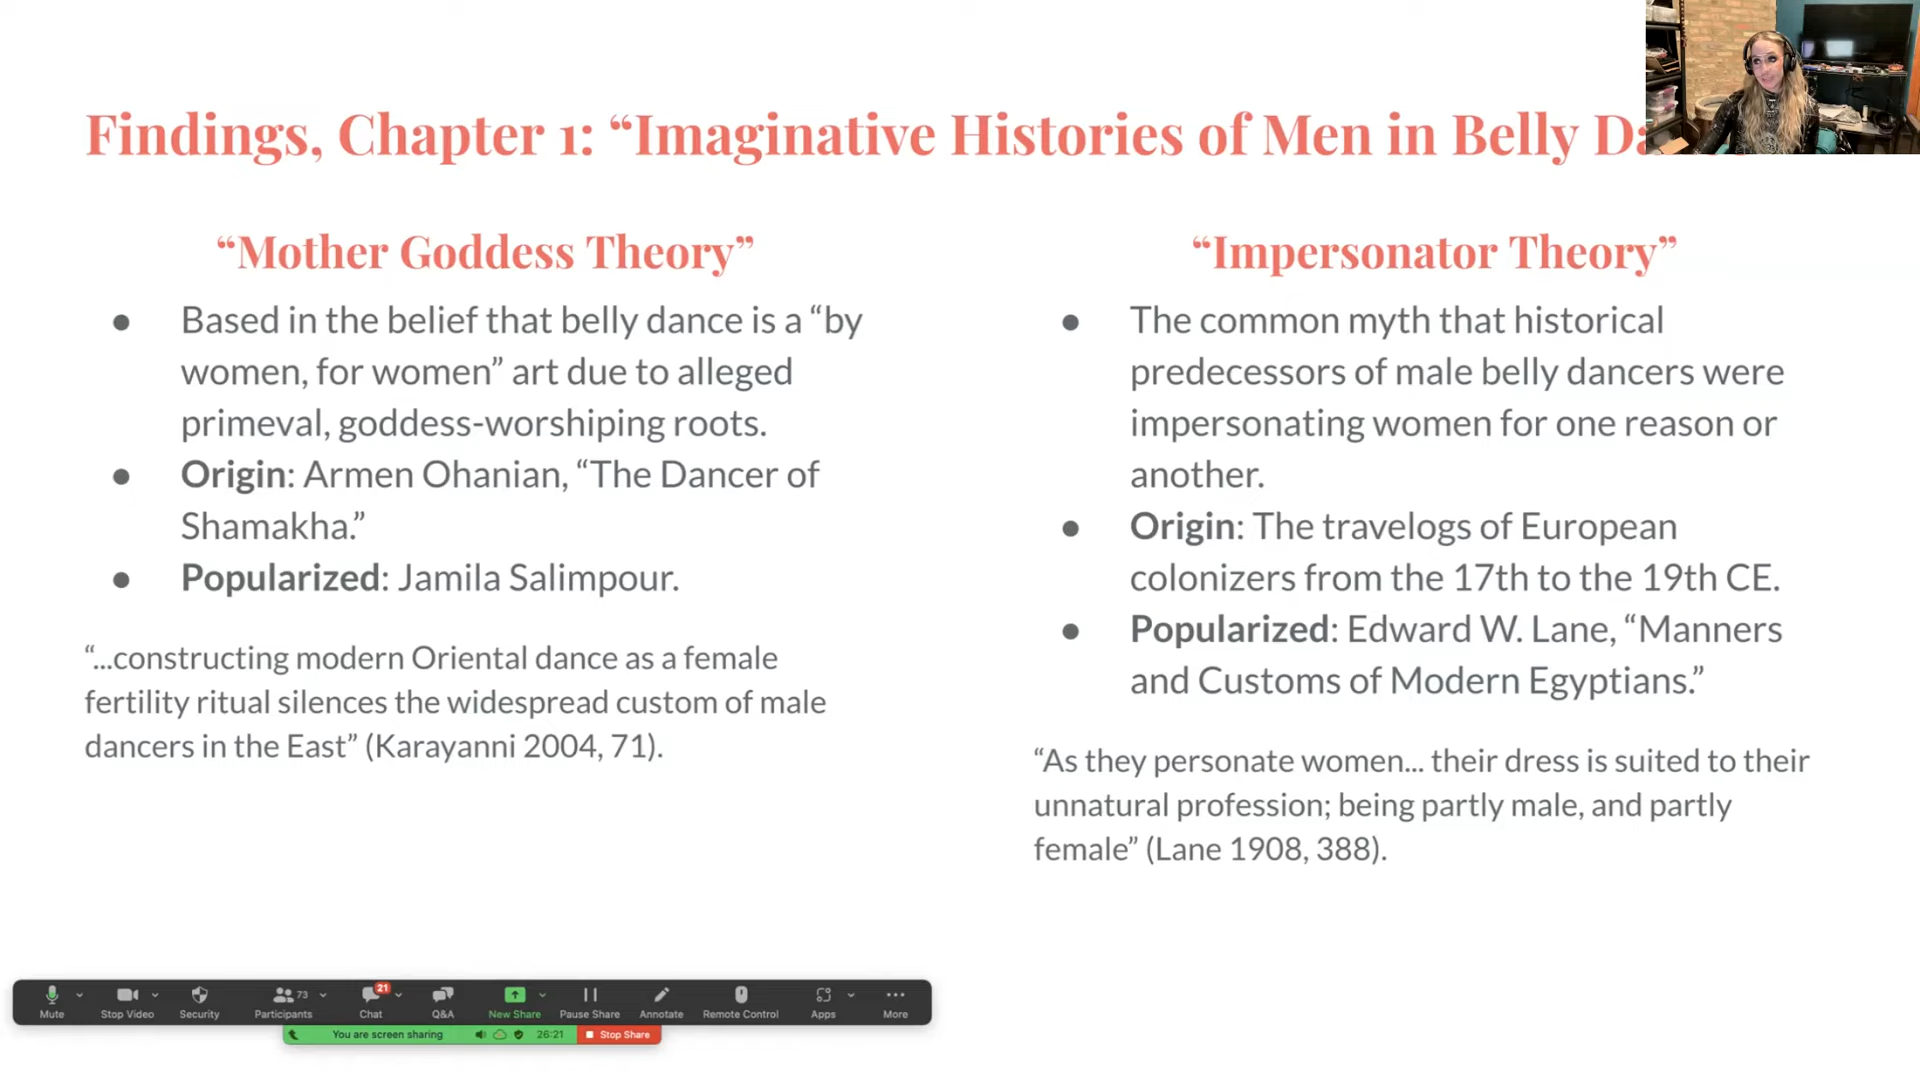 Findings, Chapter 1: “Imaginative Histories of Men in Belly Da
“Mother Goddess Theory”
● Based in the belief that belly dance is a “by
women, for women” art due to alleged
primeval, goddess-worshiping roots.
● Origin: Armen Ohanian, “The Dancer of
Shamakha.”
● Popularized: Jamila Salimpour.
“...constructing modern Oriental dance as a female
fertility ritual silences the widespread custom of male
dancers in the East” (Karayanni 2004, 71).
“Impersonator Theory”
● The common myth that historical
predecessors of male belly dancers were
impersonating women for one reason or
another.
● Origin: The travelogs of European
colonizers from the 17th to the 19th CE.
● Popularized: Edward W. Lane, “Manners
and Customs of Modern Egyptians.”
“As they personate women... their dress is suited to their
unnatural profession; being partly male, and partly
female” (Lane 1908, 388).
73 21
Mute Stop Video Security Participants Chat Q&A New Share Pause Share Annotate Remote Control Apps More
You are screen sharing 26:21 Stop Share